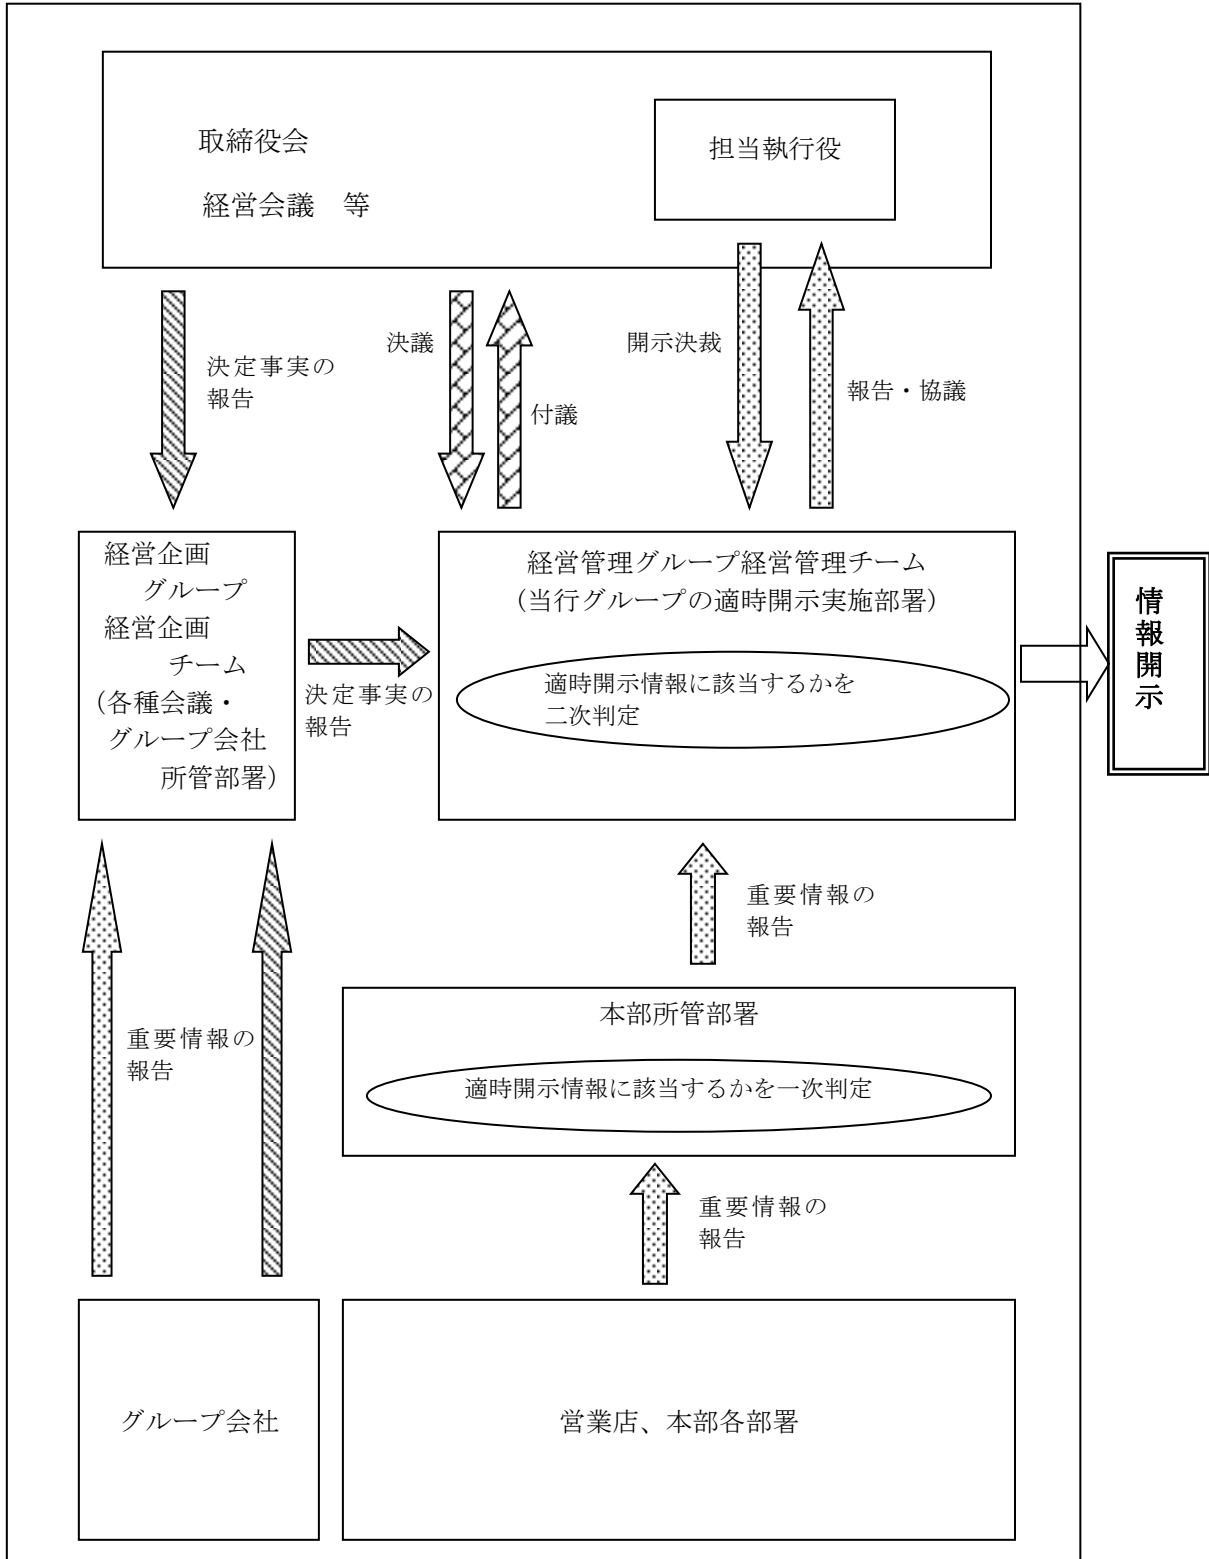 取締役会
経営会議　等
担当執行役
決定事実の
報告
決議
付議
開示決裁
報告・協議
経営企画
グループ
経営企画
チーム
（各種会議・
グループ会社
所管部署）
決定事実の
報告
経営管理グループ経営管理チーム
（当行グループの適時開示実施部署）
適時開示情報に該当するかを
二次判定
情報開示
重要情報の
報告
重要情報の
報告
本部所管部署
適時開示情報に該当するかを一次判定
重要情報の
報告
グループ会社
営業店、本部各部署